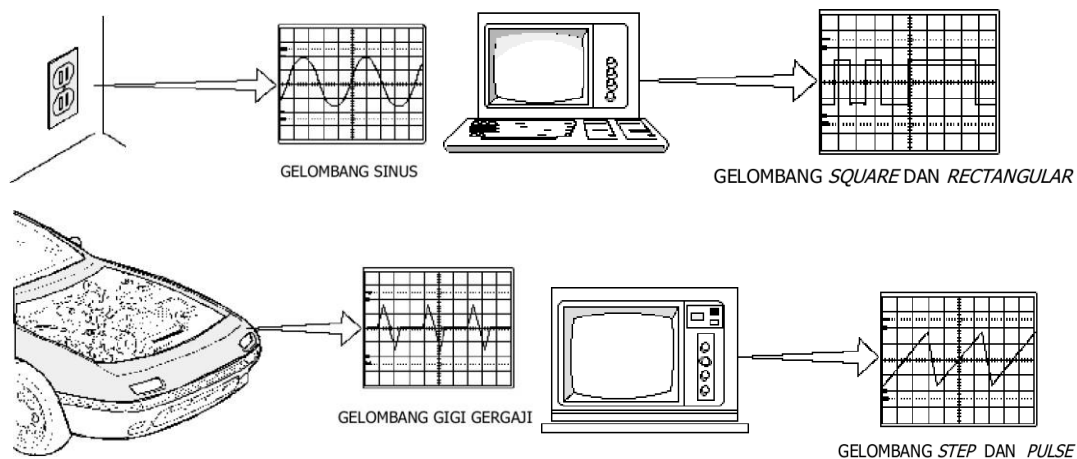 GELOMBANG SINUS
GELOMBANG SQUARE DAN RECTANGULAR
GELOMBANG GIGI GERGAJI
GELOMBANG STEP DAN PULSE